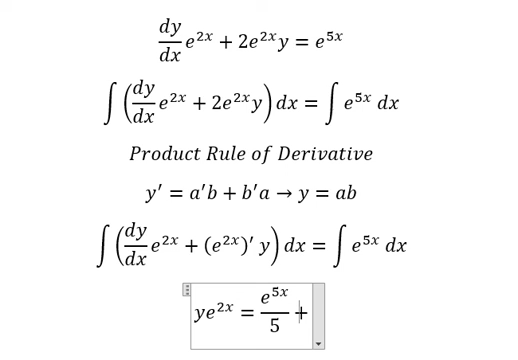 dy/dx e^{2x} + 2e^{2x}y = e^{5x}
∫ (dy/dx e^{2x} + 2e^{2x}y) dx = ∫ e^{5x} dx
Product Rule of Derivative
y′ = a′b + b′a → y = ab
∫ (dy/dx e^{2x} + (e^{2x})′ y) dx = ∫ e^{5x} dx
ye^{2x} = e^{5x}/5 +